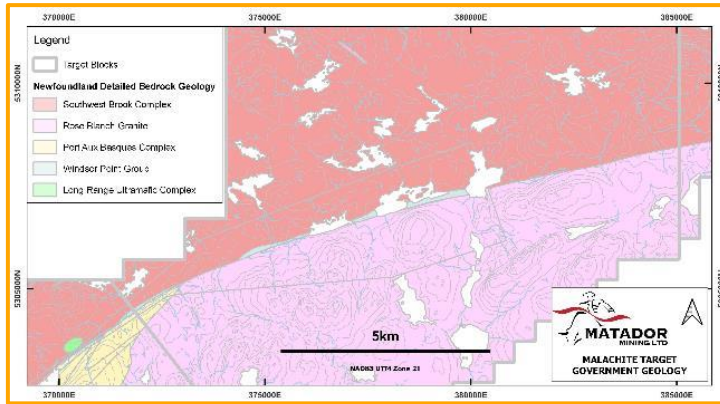 370000E 375000E 380000E 385000E
Legend
Target Blocks
Newfoundland Detailed Bedrock Geology
Southwest Brook Complex
Rose Blanch Granite
Port Aux Basques Complex
Windsor Point Group
Long Range Ultramafic Complex
5310000N
5305000N
5km
NAD83 UTM Zone 21
MATADOR
MINING LTD
MALACHITE TARGET
GOVERNMENT GEOLOGY
370000E 375000E 380000E 385000E